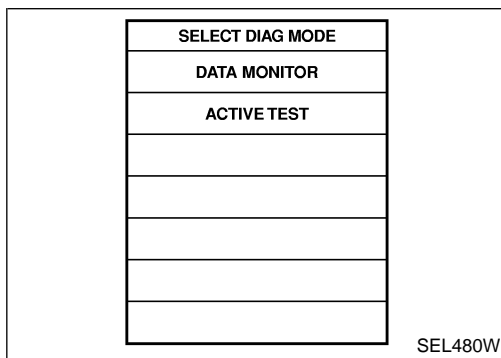 SELECT DIAG MODE
DATA MONITOR
ACTIVE TEST
SEL480W